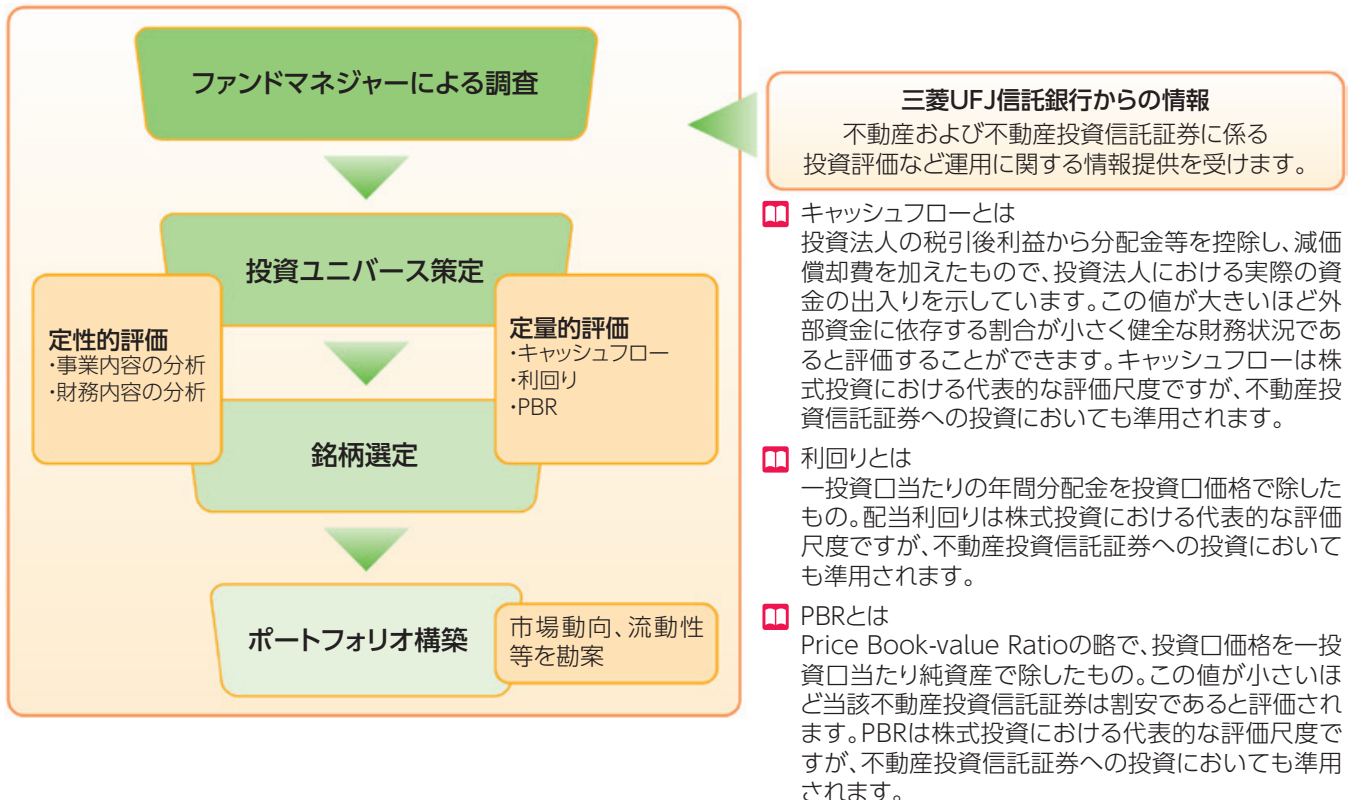 ファンドマネジャーによる調査
投資ユニバース策定
定性的評価
・事業内容の分析
・財務内容の分析
定量的評価
・キャッシュフロー
・利回り
・PBR
銘柄選定
ポートフォリオ構築
市場動向、流動性
等を勘案
三菱UFJ信託銀行からの情報
不動産および不動産投資信託証券に係る
投資評価など運用に関する情報提供を受けます。
キャッシュフローとは
投資法人の税引後利益から分配金等を控除し、減価
償却費を加えたもので、投資法人における実際の資
金の出入りを示しています。この値が大きいほど外
部資金に依存する割合が小さく健全な財務状況であ
ると評価することができます。キャッシュフローは株
式投資における代表的な評価尺度ですが、不動産投
資信託証券への投資においても準用されます。
利回りとは
一投資口当たりの年間分配金を投資口価格で除した
もの。配当利回りは株式投資における代表的な評価
尺度ですが、不動産投資信託証券への投資において
も準用されます。
PBRとは
Price Book-value Ratioの略で、投資口価格を一投
資口当たり純資産で除したもの。この値が小さいほ
ど当該不動産投資信託証券は割安であると評価され
ます。PBRは株式投資における代表的な評価尺度で
すが、不動産投資信託証券への投資においても準用
されます。